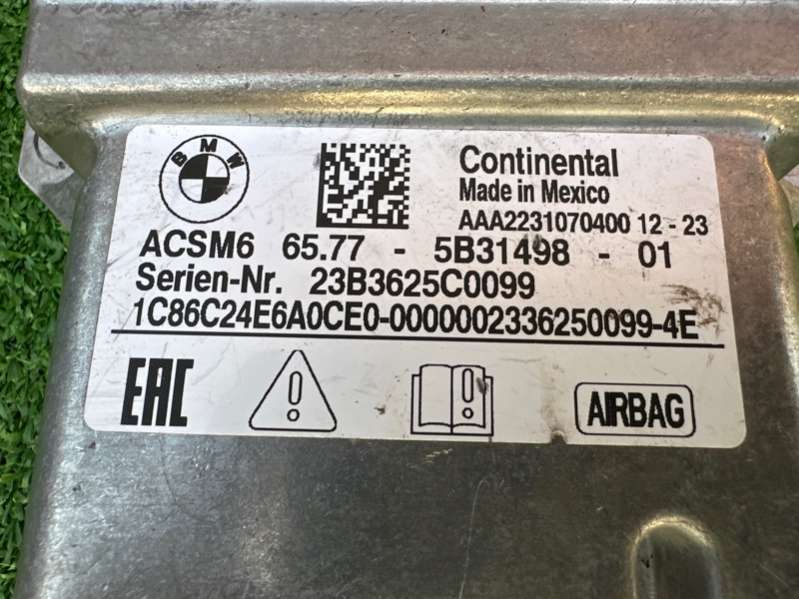 BMW
Continental
Made in Mexico
AAA2231070400 12 - 23
ACSM6 65.77 - 5B31498 - 01
Serien-Nr. 23B3625C0099
1C86C24E6A0CE0-0000002336250099-4E
EAC
AIRBAG